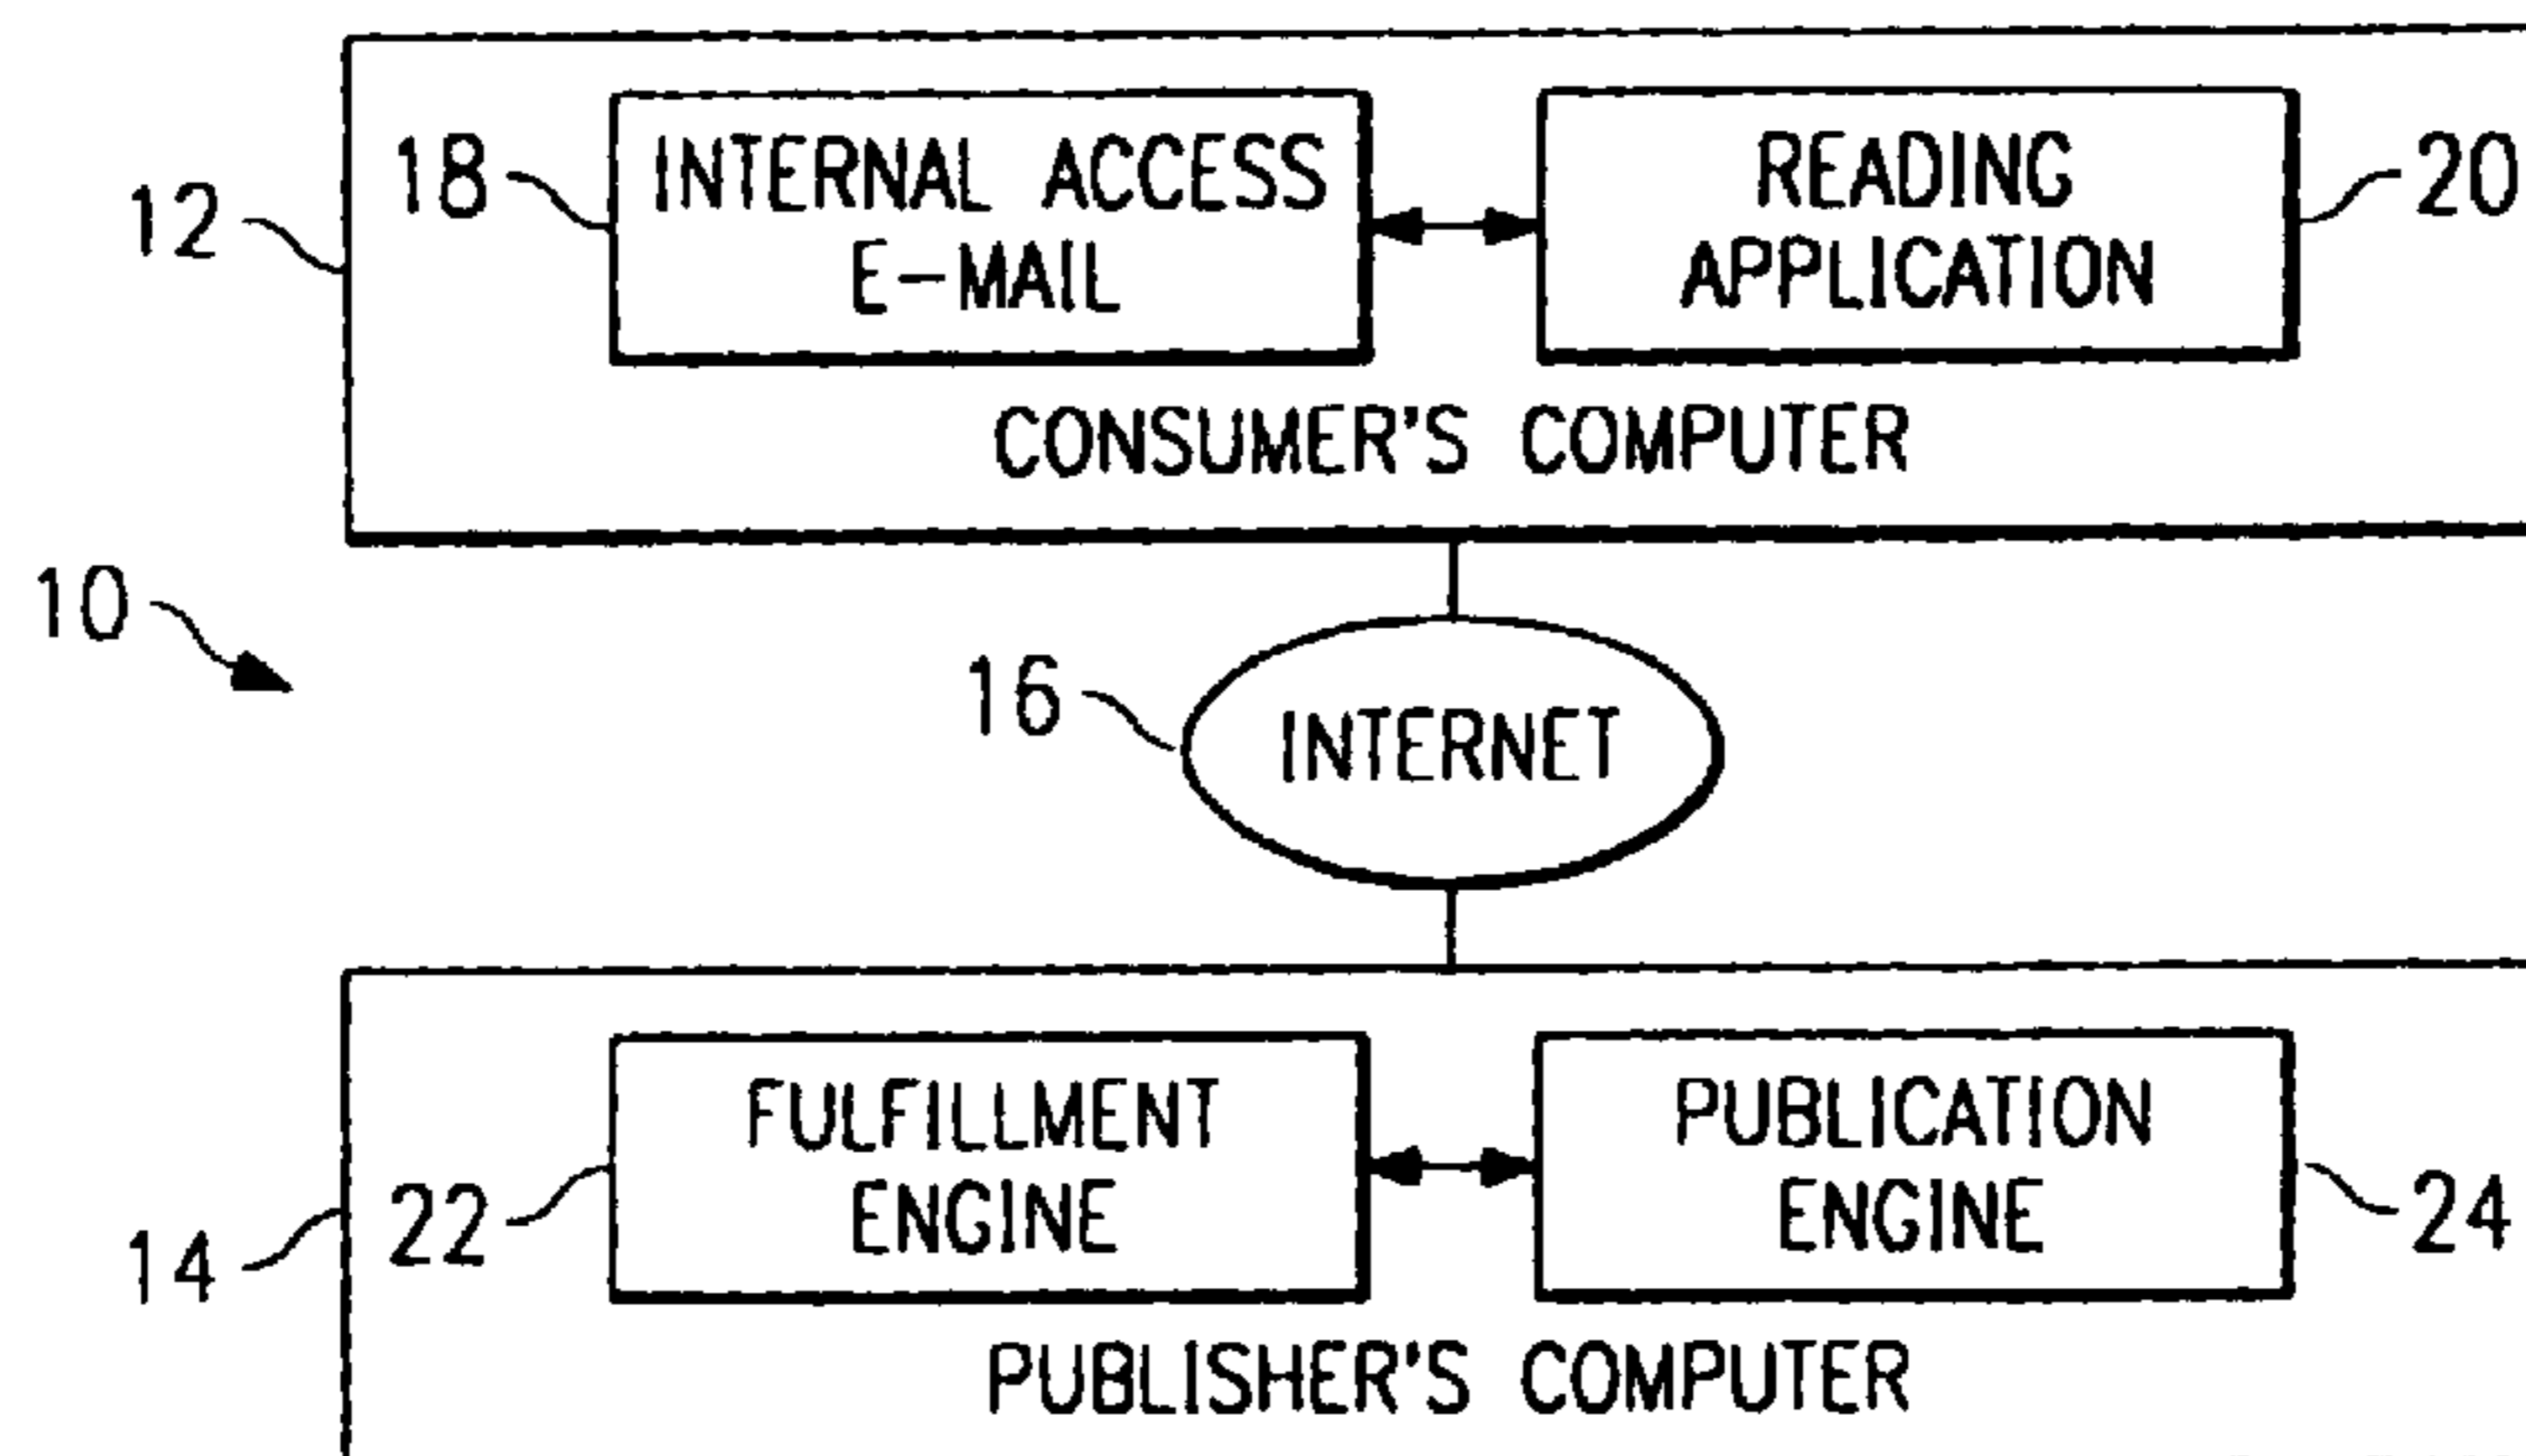 12
18
INTERNAL ACCESS
E-MAIL
READING
APPLICATION
20
CONSUMER'S COMPUTER
10
16
INTERNET
14
22
FULFILLMENT
ENGINE
PUBLICATION
ENGINE
24
PUBLISHER'S COMPUTER